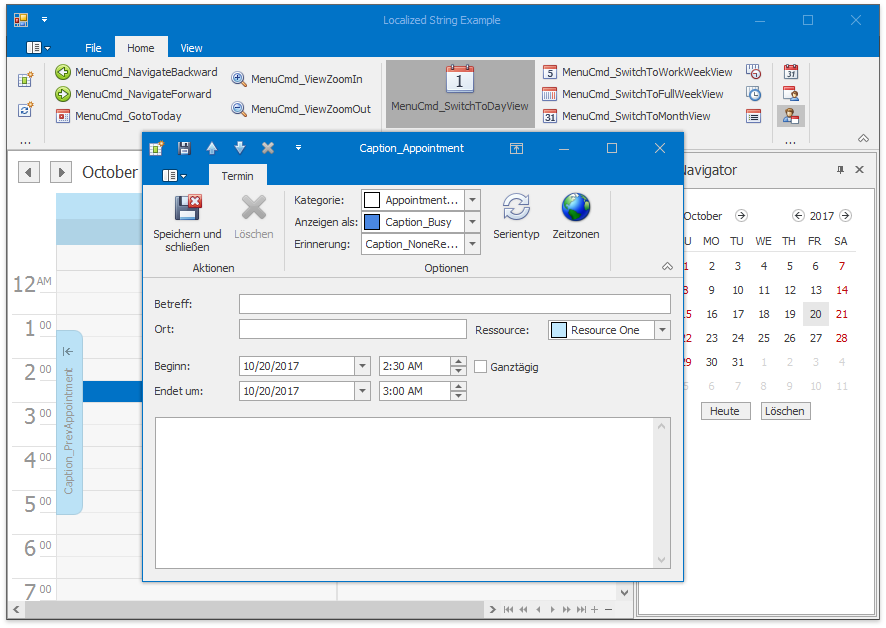 Localized String Example
File Home View
MenuCmd_NavigateBackward
MenuCmd_NavigateForward
MenuCmd_GotoToday
MenuCmd_ViewZoomIn
MenuCmd_ViewZoomOut
1
MenuCmd_SwitchToDayView
5 MenuCmd_SwitchToWorkWeekView
MenuCmd_SwitchToFullWeekView
31 MenuCmd_SwitchToMonthView
31
...
...
October
12 AM
1 00
2 00
3 00
4 00
5 00
6 00
7 00
Caption_PrevAppointment
Caption_Appointment
Termin
Speichern und
schließen
Löschen
Aktionen
Kategorie: Appointment...
Anzeigen als: Caption_Busy
Erinnerung: Caption_NoneRe...
Serientyp
Zeitzonen
Optionen
Betreff:
Ort:
Ressource: Resource One
Beginn: 10/20/2017 2:30 AM Ganztägig
Endet um: 10/20/2017 3:00 AM
Navigator
October 2017
U MO TU WE TH FR SA
1 2 3 4 5 6 7
8 9 10 11 12 13 14
15 16 17 18 19 20 21
22 23 24 25 26 27 28
29 30 31 1 2 3 4
5 6 7 8 9 10 11
Heute Löschen